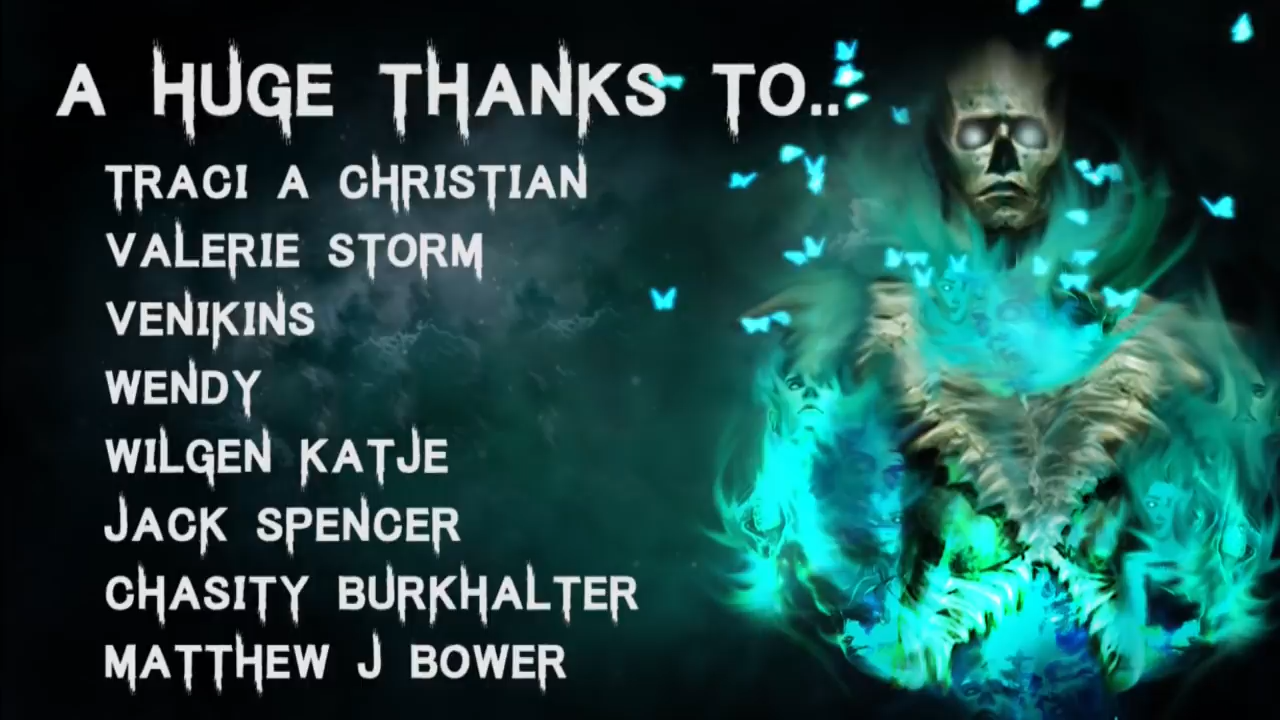 A HUGE THANKS TO..
TRACI A CHRISTIAN
VALERIE STORM
VENIKINS
WENDY
WILGEN KATJE
JACK SPENCER
CHASITY BURKHALTER
MATTHEW J BOWER